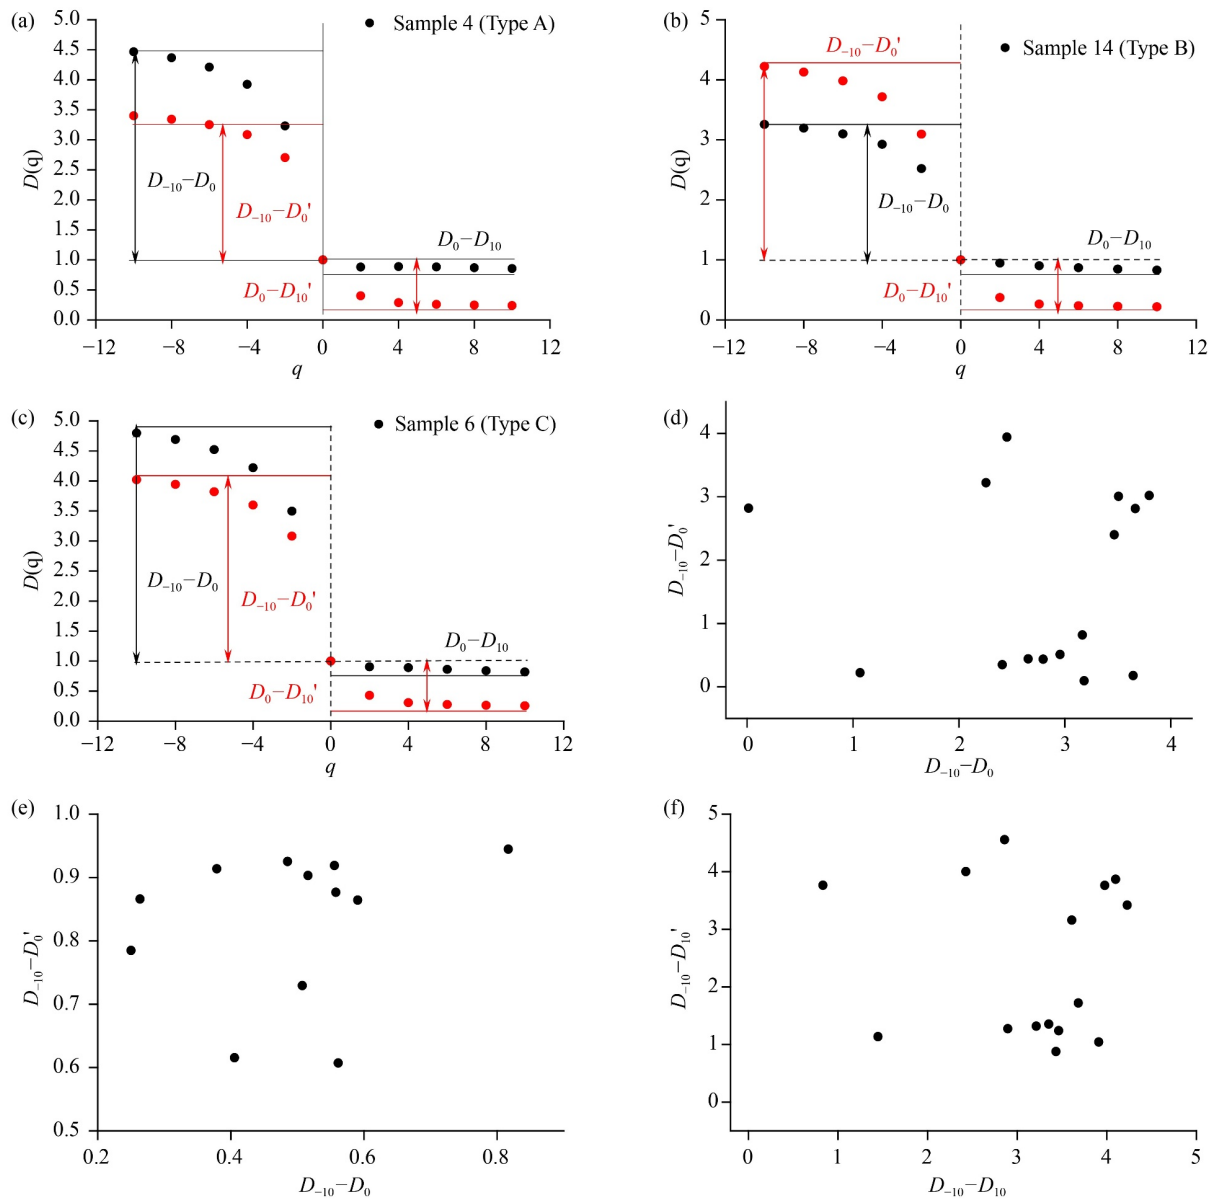 (a)
Sample 4 (Type A)
5.0
4.5
4.0
3.5
3.0
2.5
2.0
1.5
1.0
0.5
0.0
D(q)
D₋₁₀−D₀
D₋₁₀−D₀'
D₀−D₁₀
D₀−D₁₀'
−12 −8 −4 0 4 8 12
q
(b)
Sample 14 (Type B)
5
4
3
2
1
0
D(q)
D₋₁₀−D₀'
D₋₁₀−D₀
D₀−D₁₀
D₀−D₁₀'
−12 −8 −4 0 4 8 12
q
(c)
Sample 6 (Type C)
5.0
4.5
4.0
3.5
3.0
2.5
2.0
1.5
1.0
0.5
0.0
D(q)
D₋₁₀−D₀
D₋₁₀−D₀'
D₀−D₁₀
D₀−D₁₀'
−12 −8 −4 0 4 8 12
q
(d)
4
3
2
1
0
D₋₁₀−D₀'
0 1 2 3 4
D₋₁₀−D₀
(e)
1.0
0.9
0.8
0.7
0.6
0.5
D₋₁₀−D₀'
0.2 0.4 0.6 0.8
D₋₁₀−D₀
(f)
5
4
3
2
1
0
D₋₁₀−D₁₀'
0 1 2 3 4 5
D₋₁₀−D₁₀